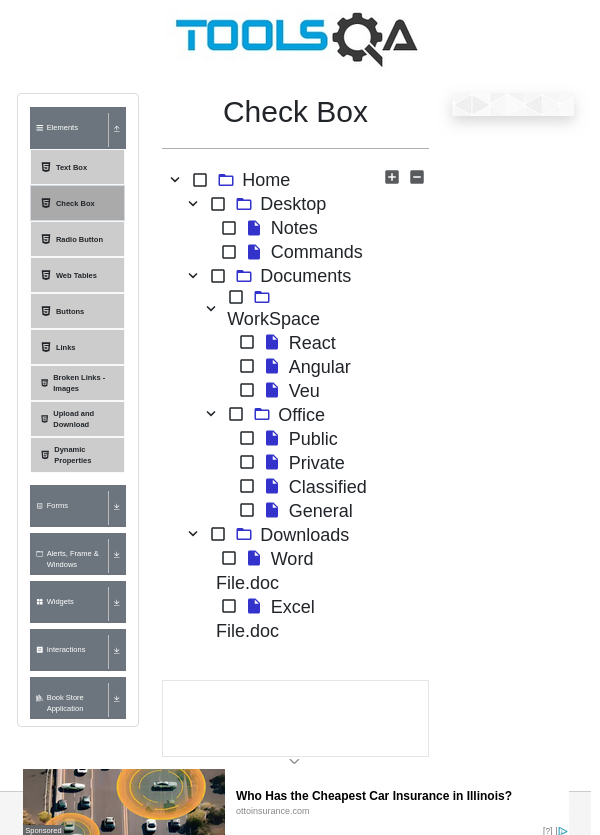 TOOLSQA
Check Box
Elements
Text Box
Check Box
Radio Button
Web Tables
Buttons
Links
Broken Links -
Images
Upload and
Download
Dynamic
Properties
Forms
Alerts, Frame &
Windows
Widgets
Interactions
Book Store
Application
Home
Desktop
Notes
Commands
Documents
WorkSpace
React
Angular
Veu
Office
Public
Private
Classified
General
Downloads
Word
File.doc
Excel
File.doc
Sponsored
Who Has the Cheapest Car Insurance in Illinois?
ottoinsurance.com
[?]